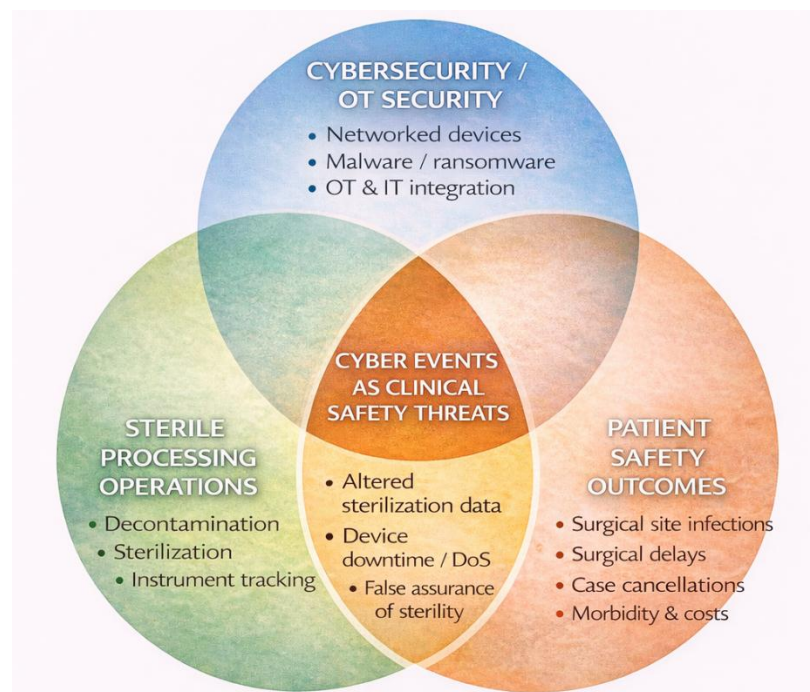 CYBERSECURITY /
OT SECURITY
• Networked devices
• Malware / ransomware
• OT & IT integration
CYBER EVENTS
AS CLINICAL
SAFETY THREATS
STERILE
PROCESSING
OPERATIONS
• Decontamination
• Sterilization
• Instrument tracking
• Altered
sterilization data
• Device
downtime / DoS
• False assurance
of sterility
PATIENT
SAFETY
OUTCOMES
• Surgical site infections
• Surgical delays
• Case cancellations
• Morbidity & costs